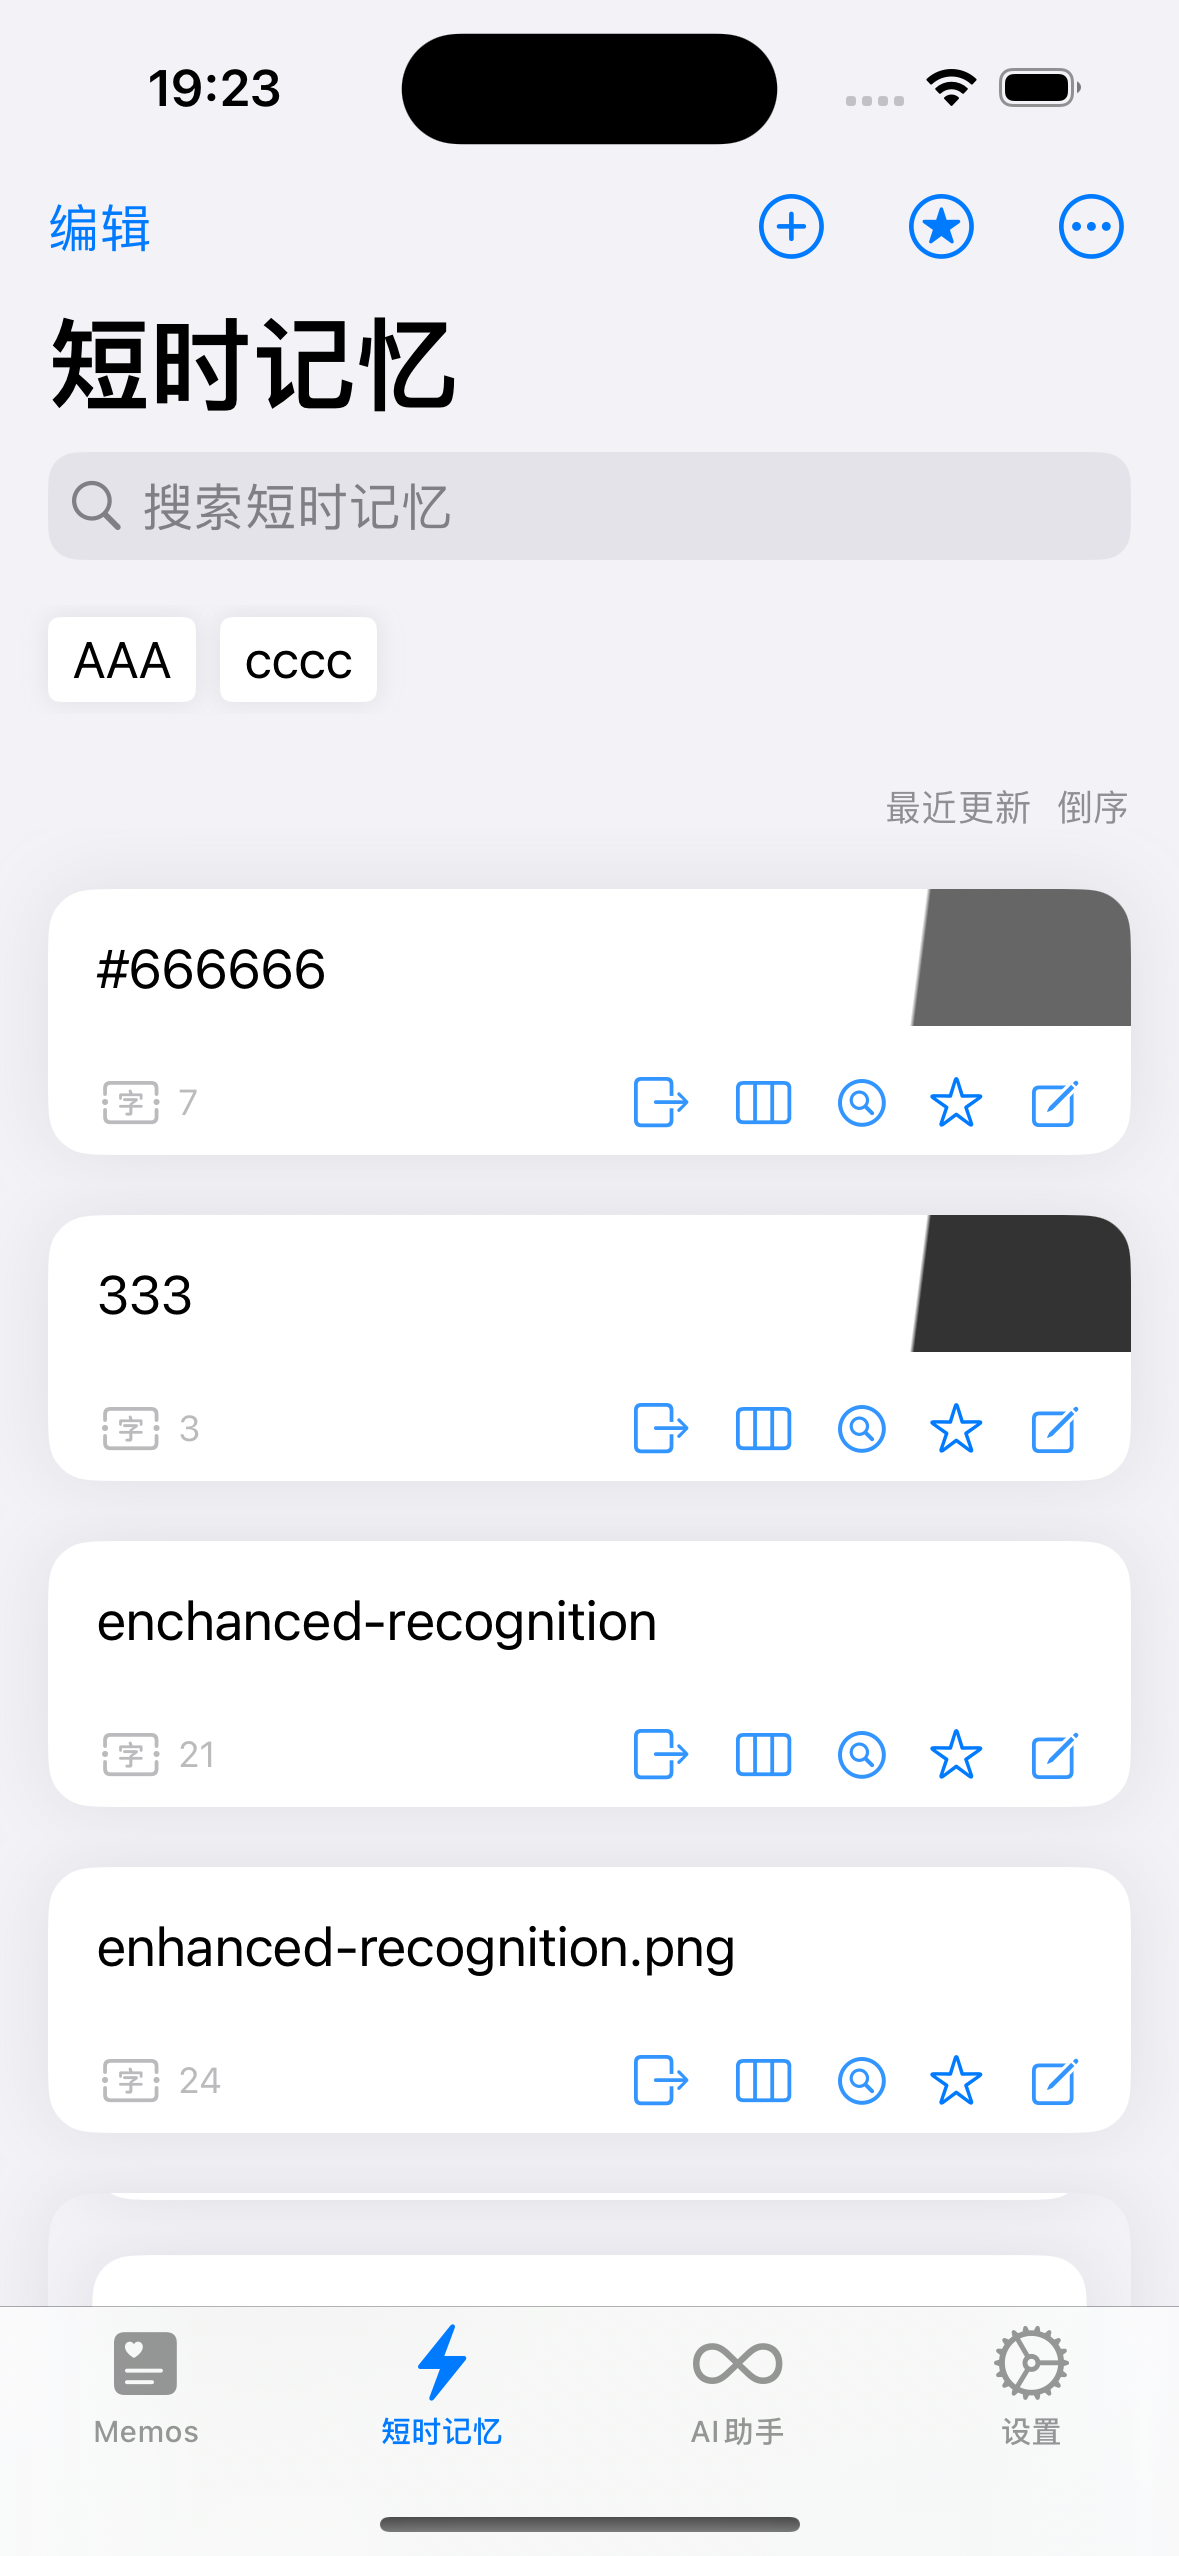 19:23
编辑
短时记忆
搜索短时记忆
AAA cccc
最近更新 倒序
#666666
字 7
333
字 3
enchanced-recognition
字 21
enhanced-recognition.png
字 24
Memos 短时记忆 AI助手 设置